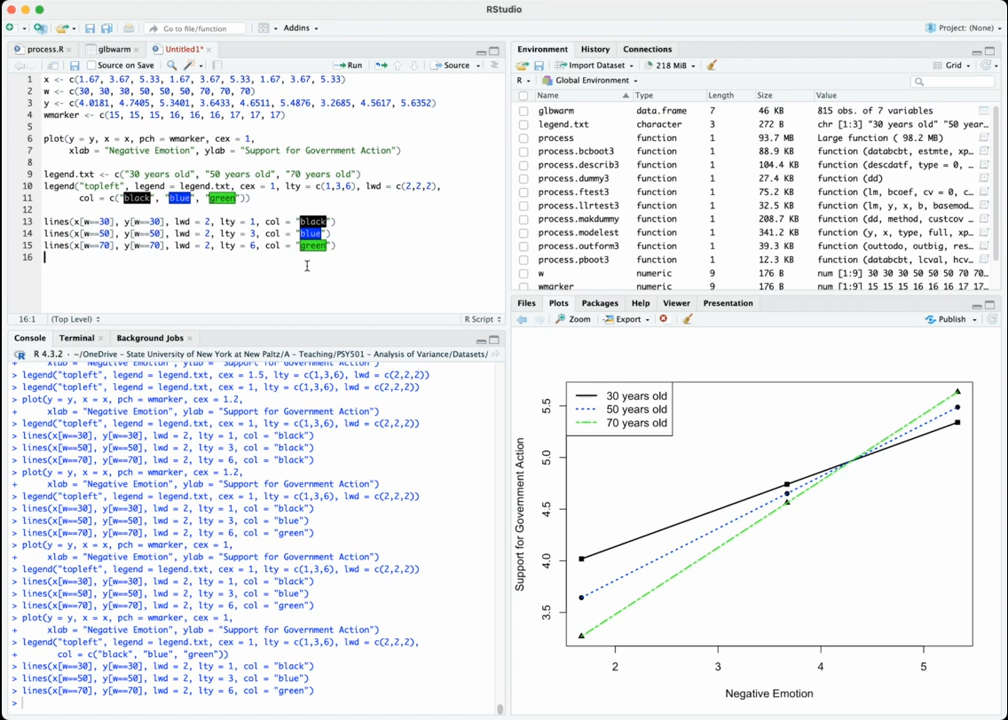 RStudio
Go to file/function
Addins
Project: (None)
process.R
glbwarm
Untitled1*
Source on Save
Run
Source
1 x <- c(1.67, 3.67, 5.33, 1.67, 3.67, 5.33, 1.67, 3.67, 5.33)
2 w <- c(30, 30, 30, 50, 50, 50, 70, 70, 70)
3 y <- c(4.0181, 4.7405, 5.3401, 3.6433, 4.6511, 5.4876, 3.2685, 4.5617, 5.6352)
4 wmarker <- c(15, 15, 15, 16, 16, 16, 17, 17, 17)
5
6 plot(y = y, x = x, pch = wmarker, cex = 1,
7 xlab = "Negative Emotion", ylab = "Support for Government Action")
8
9 legend.txt <- c("30 years old", "50 years old", "70 years old")
10 legend("topleft", legend = legend.txt, cex = 1, lty = c(1,3,6), lwd = c(2,2,2),
11 col = c("black", "blue", "green"))
12
13 lines(x[w==30], y[w==30], lwd = 2, lty = 1, col = "black")
14 lines(x[w==50], y[w==50], lwd = 2, lty = 3, col = "blue")
15 lines(x[w==70], y[w==70], lwd = 2, lty = 6, col = "green")
16
16:1 (Top Level)
R Script
Console
Terminal
Background Jobs
R 4.3.2 · ~/OneDrive - State University of New York at New Paltz/A - Teaching/PSY501 - Analysis of Variance/Datasets/
+ xlab = "Negative Emotion", ylab = "Support for Government Action")
> legend("topleft", legend = legend.txt, cex = 1.5, lty = c(1,3,6), lwd = c(2,2,2))
> legend("topleft", legend = legend.txt, cex = 1, lty = c(1,3,6), lwd = c(2,2,2))
> plot(y = y, x = x, pch = wmarker, cex = 1.2,
+ xlab = "Negative Emotion", ylab = "Support for Government Action")
> legend("topleft", legend = legend.txt, cex = 1, lty = c(1,3,6), lwd = c(2,2,2))
> lines(x[w==30], y[w==30], lwd = 2, lty = 1, col = "black")
> lines(x[w==50], y[w==50], lwd = 2, lty = 3, col = "black")
> lines(x[w==70], y[w==70], lwd = 2, lty = 6, col = "black")
> plot(y = y, x = x, pch = wmarker, cex = 1.2,
+ xlab = "Negative Emotion", ylab = "Support for Government Action")
> legend("topleft", legend = legend.txt, cex = 1, lty = c(1,3,6), lwd = c(2,2,2))
> lines(x[w==30], y[w==30], lwd = 2, lty = 1, col = "black")
> lines(x[w==50], y[w==50], lwd = 2, lty = 3, col = "blue")
> lines(x[w==70], y[w==70], lwd = 2, lty = 6, col = "green")
> plot(y = y, x = x, pch = wmarker, cex = 1,
+ xlab = "Negative Emotion", ylab = "Support for Government Action")
> legend("topleft", legend = legend.txt, cex = 1, lty = c(1,3,6), lwd = c(2,2,2))
> lines(x[w==30], y[w==30], lwd = 2, lty = 1, col = "black")
> lines(x[w==50], y[w==50], lwd = 2, lty = 3, col = "blue")
> lines(x[w==70], y[w==70], lwd = 2, lty = 6, col = "green")
> plot(y = y, x = x, pch = wmarker, cex = 1,
+ xlab = "Negative Emotion", ylab = "Support for Government Action")
> legend("topleft", legend = legend.txt, cex = 1, lty = c(1,3,6), lwd = c(2,2,2),
+ col = c("black", "blue", "green"))
> lines(x[w==30], y[w==30], lwd = 2, lty = 1, col = "black")
> lines(x[w==50], y[w==50], lwd = 2, lty = 3, col = "blue")
> lines(x[w==70], y[w==70], lwd = 2, lty = 6, col = "green")
>
Environment
History
Connections
Import Dataset
218 MiB
Grid
R
Global Environment
Name Type Length Size Value
glbwarm data.frame 7 46 KB 815 obs. of 7 variables
legend.txt character 3 272 B chr [1:3] "30 years old" "50 year…
process function 1 93.7 MB Large function ( 98.2 MB)
process.bcboot3 function 1 88.9 KB function (databcbt, estmte, xp…
process.describ3 function 1 104.4 KB function (descdatf, type = 0, …
process.dummy3 function 1 27.4 KB function (dd)
process.ftest3 function 1 75.2 KB function (lm, bcoef, cv = 0, c…
process.llrtest3 function 1 32.5 KB function (lm, y, x, b, basemod…
process.makdummy function 1 208.7 KB function (dd, method, custcov …
process.modelest function 1 341.2 KB function (y, x, type, full, xp…
process.outform3 function 1 39.3 KB function (outtodo, outbig, res…
process.pboot3 function 1 12.3 KB function (databcbt, lcval, hcv…
w numeric 9 176 B num [1:9] 30 30 30 50 50 50 70 70…
wmarker numeric 9 176 B num [1:9] 15 15 15 16 16 16 17 1…
Files
Plots
Packages
Help
Viewer
Presentation
Zoom
Export
Publish
30 years old
50 years old
70 years old
5.5
5.0
4.5
4.0
3.5
Support for Government Action
2 3 4 5
Negative Emotion